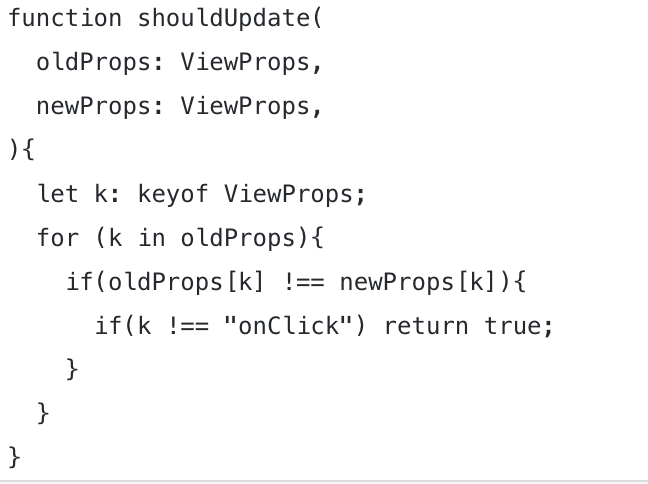 function shouldUpdate(
  oldProps: ViewProps,
  newProps: ViewProps,
){
  let k: keyof ViewProps;
  for (k in oldProps){
    if(oldProps[k] !== newProps[k]){
      if(k !== "onClick") return true;
    }
  }
}